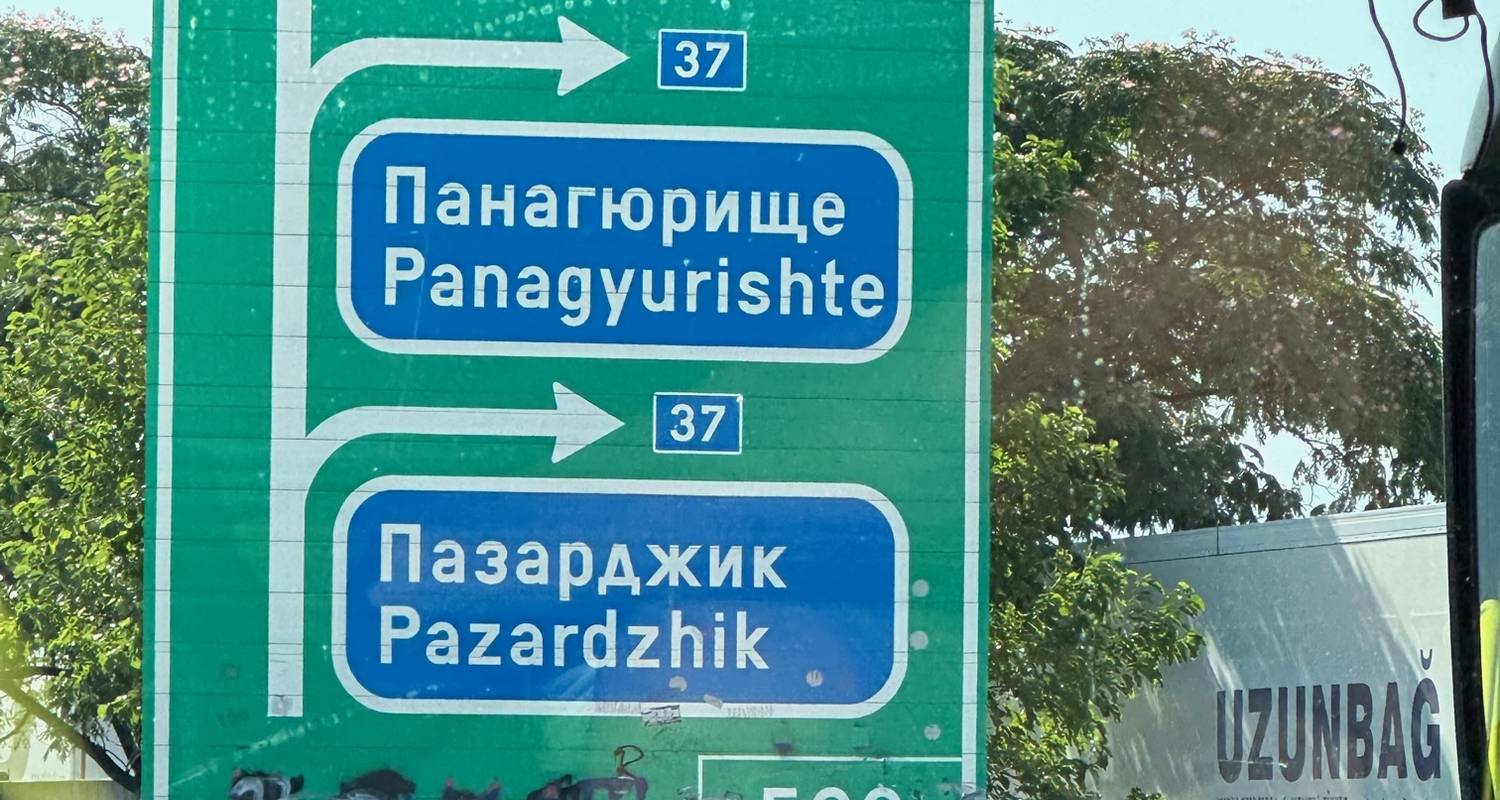 37
Панагюрище
Panagyurishte
37
Пазарджик
Pazardzhik
UZUNBAĞ